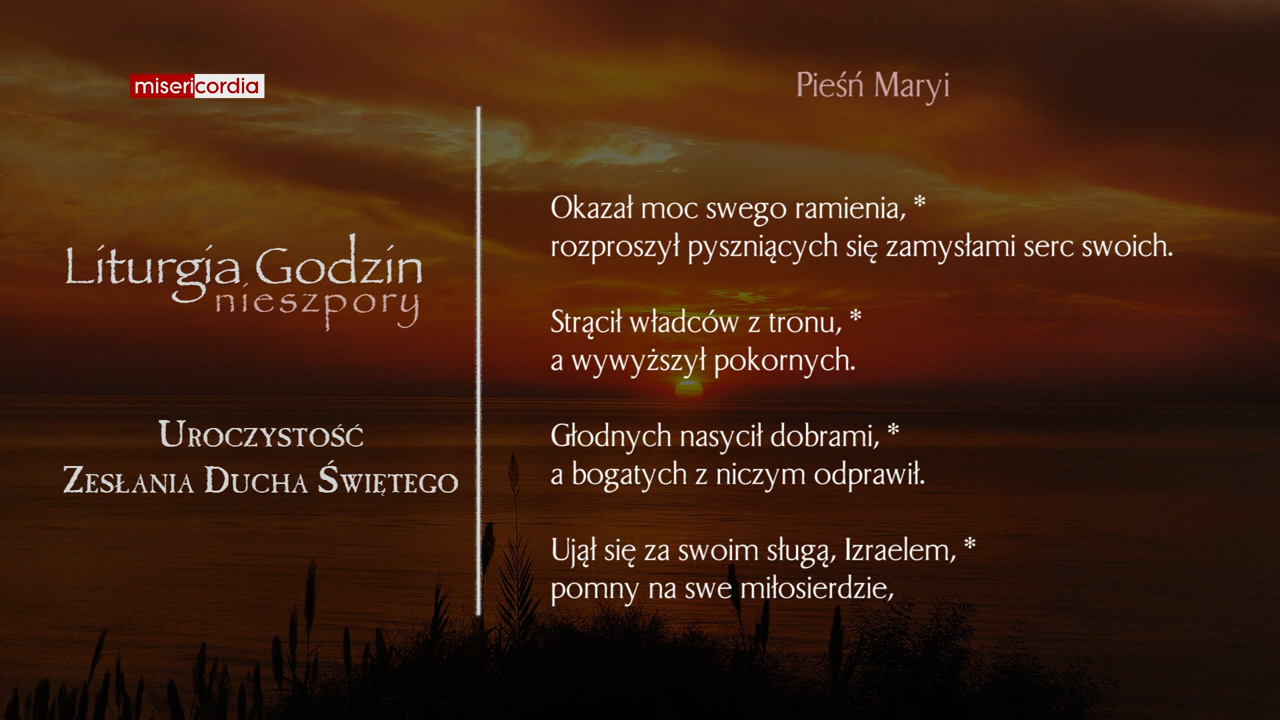 misericordia
Liturgia Godzin
nieszpory
Uroczystość
Zesłania Ducha Świętego
Pieśń Maryi
Okazał moc swego ramienia, *
rozproszył pyszniących się zamysłami serc swoich.
Strącił władców z tronu, *
a wywyższył pokornych.
Głodnych nasycił dobrami, *
a bogatych z niczym odprawił.
Ujął się za swoim sługą, Izraelem, *
pomny na swe miłosierdzie,